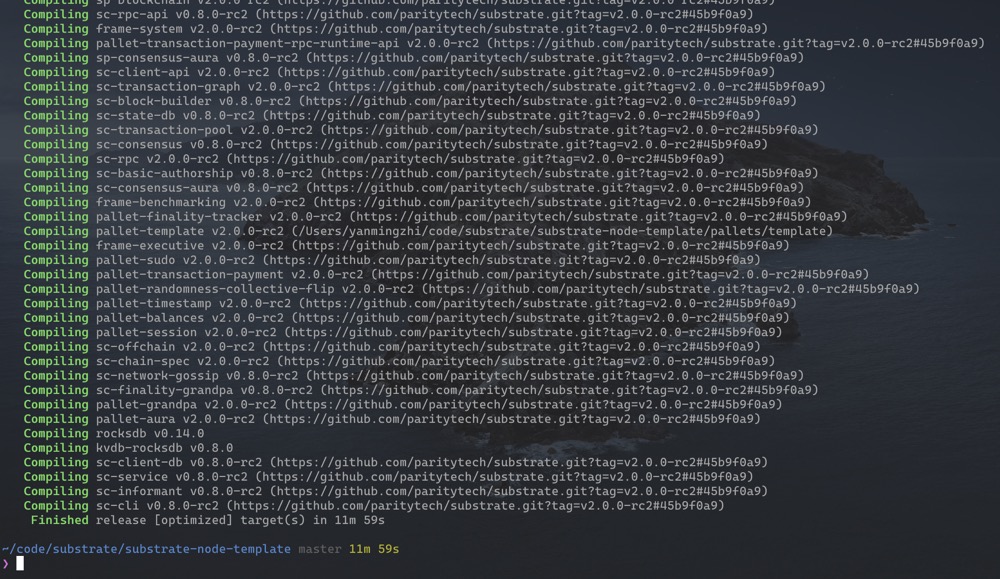 Compiling sp-blockchain v2.0.0-rc2 (https://github.com/paritytech/substrate.git?tag=v2.0.0-rc2#45b9f0a9)
Compiling sc-rpc-api v0.8.0-rc2 (https://github.com/paritytech/substrate.git?tag=v2.0.0-rc2#45b9f0a9)
Compiling frame-system v2.0.0-rc2 (https://github.com/paritytech/substrate.git?tag=v2.0.0-rc2#45b9f0a9)
Compiling pallet-transaction-payment-rpc-runtime-api v2.0.0-rc2 (https://github.com/paritytech/substrate.git?tag=v2.0.0-rc2#45b9f0a9)
Compiling sp-consensus-aura v0.8.0-rc2 (https://github.com/paritytech/substrate.git?tag=v2.0.0-rc2#45b9f0a9)
Compiling sc-client-api v2.0.0-rc2 (https://github.com/paritytech/substrate.git?tag=v2.0.0-rc2#45b9f0a9)
Compiling sc-transaction-graph v2.0.0-rc2 (https://github.com/paritytech/substrate.git?tag=v2.0.0-rc2#45b9f0a9)
Compiling sc-block-builder v0.8.0-rc2 (https://github.com/paritytech/substrate.git?tag=v2.0.0-rc2#45b9f0a9)
Compiling sc-state-db v0.8.0-rc2 (https://github.com/paritytech/substrate.git?tag=v2.0.0-rc2#45b9f0a9)
Compiling sc-transaction-pool v2.0.0-rc2 (https://github.com/paritytech/substrate.git?tag=v2.0.0-rc2#45b9f0a9)
Compiling sc-consensus v0.8.0-rc2 (https://github.com/paritytech/substrate.git?tag=v2.0.0-rc2#45b9f0a9)
Compiling sc-rpc v2.0.0-rc2 (https://github.com/paritytech/substrate.git?tag=v2.0.0-rc2#45b9f0a9)
Compiling sc-basic-authorship v0.8.0-rc2 (https://github.com/paritytech/substrate.git?tag=v2.0.0-rc2#45b9f0a9)
Compiling sc-consensus-aura v0.8.0-rc2 (https://github.com/paritytech/substrate.git?tag=v2.0.0-rc2#45b9f0a9)
Compiling frame-benchmarking v2.0.0-rc2 (https://github.com/paritytech/substrate.git?tag=v2.0.0-rc2#45b9f0a9)
Compiling pallet-finality-tracker v2.0.0-rc2 (https://github.com/paritytech/substrate.git?tag=v2.0.0-rc2#45b9f0a9)
Compiling pallet-template v2.0.0-rc2 (/Users/yanmingzhi/code/substrate/substrate-node-template/pallets/template)
Compiling frame-executive v2.0.0-rc2 (https://github.com/paritytech/substrate.git?tag=v2.0.0-rc2#45b9f0a9)
Compiling pallet-sudo v2.0.0-rc2 (https://github.com/paritytech/substrate.git?tag=v2.0.0-rc2#45b9f0a9)
Compiling pallet-transaction-payment v2.0.0-rc2 (https://github.com/paritytech/substrate.git?tag=v2.0.0-rc2#45b9f0a9)
Compiling pallet-randomness-collective-flip v2.0.0-rc2 (https://github.com/paritytech/substrate.git?tag=v2.0.0-rc2#45b9f0a9)
Compiling pallet-timestamp v2.0.0-rc2 (https://github.com/paritytech/substrate.git?tag=v2.0.0-rc2#45b9f0a9)
Compiling pallet-balances v2.0.0-rc2 (https://github.com/paritytech/substrate.git?tag=v2.0.0-rc2#45b9f0a9)
Compiling pallet-session v2.0.0-rc2 (https://github.com/paritytech/substrate.git?tag=v2.0.0-rc2#45b9f0a9)
Compiling sc-offchain v2.0.0-rc2 (https://github.com/paritytech/substrate.git?tag=v2.0.0-rc2#45b9f0a9)
Compiling sc-chain-spec v2.0.0-rc2 (https://github.com/paritytech/substrate.git?tag=v2.0.0-rc2#45b9f0a9)
Compiling sc-network-gossip v0.8.0-rc2 (https://github.com/paritytech/substrate.git?tag=v2.0.0-rc2#45b9f0a9)
Compiling sc-finality-grandpa v0.8.0-rc2 (https://github.com/paritytech/substrate.git?tag=v2.0.0-rc2#45b9f0a9)
Compiling pallet-grandpa v2.0.0-rc2 (https://github.com/paritytech/substrate.git?tag=v2.0.0-rc2#45b9f0a9)
Compiling pallet-aura v2.0.0-rc2 (https://github.com/paritytech/substrate.git?tag=v2.0.0-rc2#45b9f0a9)
Compiling rocksdb v0.14.0
Compiling kvdb-rocksdb v0.8.0
Compiling sc-client-db v0.8.0-rc2 (https://github.com/paritytech/substrate.git?tag=v2.0.0-rc2#45b9f0a9)
Compiling sc-service v0.8.0-rc2 (https://github.com/paritytech/substrate.git?tag=v2.0.0-rc2#45b9f0a9)
Compiling sc-informant v0.8.0-rc2 (https://github.com/paritytech/substrate.git?tag=v2.0.0-rc2#45b9f0a9)
Compiling sc-cli v0.8.0-rc2 (https://github.com/paritytech/substrate.git?tag=v2.0.0-rc2#45b9f0a9)
Finished release [optimized] target(s) in 11m 59s
~/code/substrate/substrate-node-template master 11m 59s
❯